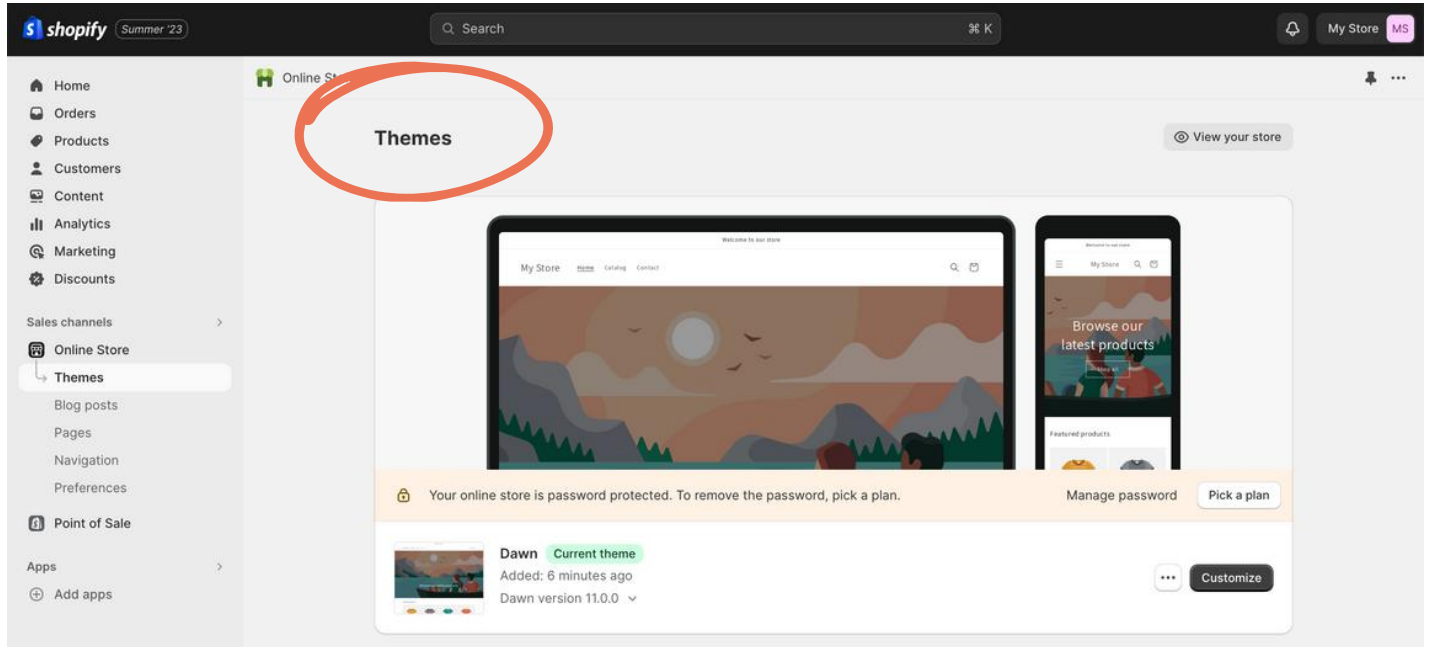 shopify Summer '23
Search
⌘ K
My Store MS
Home
Orders
Products
Customers
Content
Analytics
Marketing
Discounts
Sales channels
Online Store
Themes
Blog posts
Pages
Navigation
Preferences
Point of Sale
Apps
Add apps
Online
Themes
View your store
Welcome to our store
My Store Home Catalog Contact
Welcome to our store
My Store
Browse our
latest products
Shop all
Featured products
Your online store is password protected. To remove the password, pick a plan.
Manage password
Pick a plan
Dawn Current theme
Added: 6 minutes ago
Dawn version 11.0.0
Customize